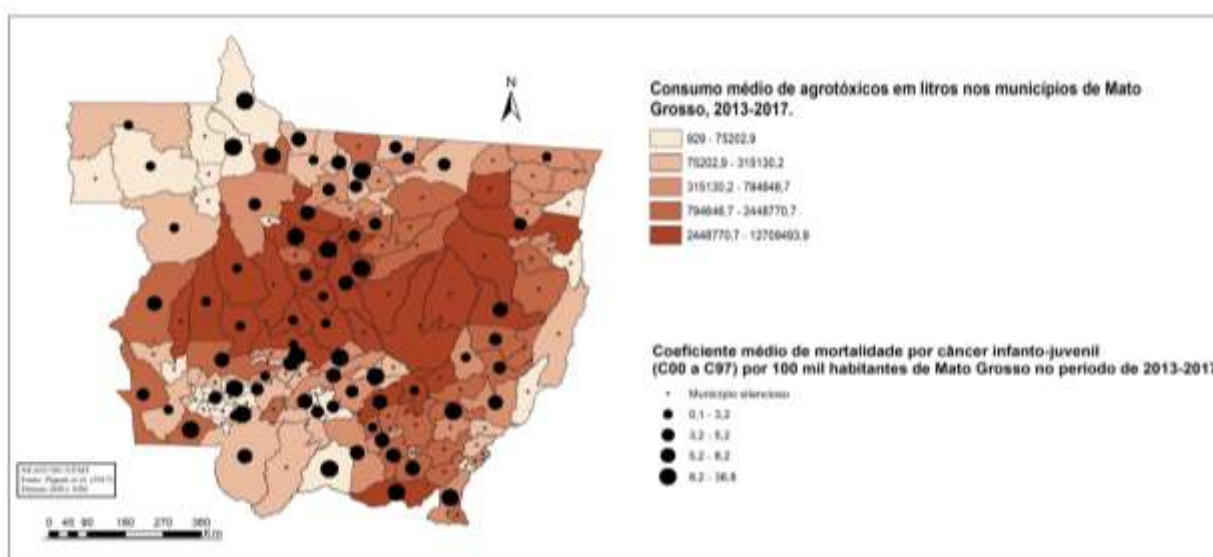 N
Consumo médio de agrotóxicos em litros nos municípios de Mato
Grosso, 2013-2017.
929 - 75202,9
75202,9 - 315130,2
315130,2 - 794646,7
794646,7 - 2448770,7
2448770,7 - 12709493,8
Coeficiente médio de mortalidade por câncer infanto-juvenil
(C00 a C97) por 100 mil habitantes de Mato Grosso no período de 2013-2017
Município silencioso
0,1 - 3,2
3,2 - 5,2
5,2 - 8,2
8,2 - 36,8
0 45 90 180 270 360
Km